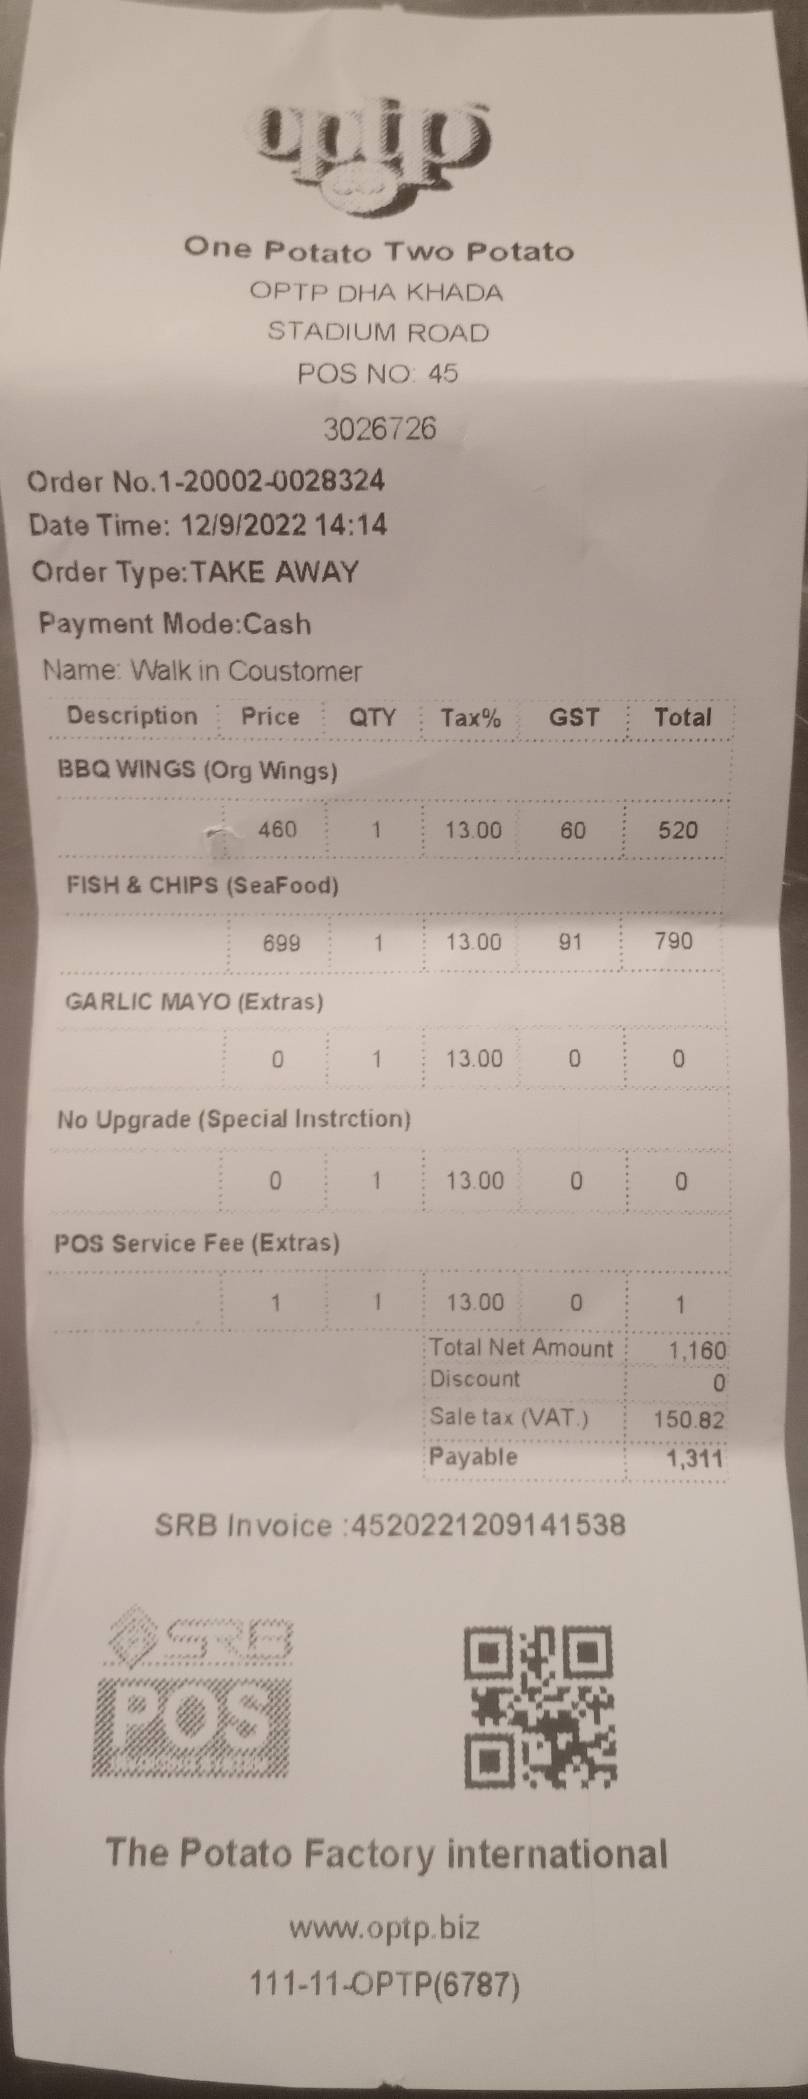 optp
One Potato Two Potato
OPTP DHA KHADA
STADIUM ROAD
POS NO: 45
3026726
Order No.1-20002-0028324
Date Time: 12/9/2022 14:14
Order Type:TAKE AWAY
Payment Mode:Cash
Name: Walk in Coustomer
Description Price QTY Tax% GST Total
BBQ WINGS (Org Wings)
460 1 13.00 60 520
FISH & CHIPS (SeaFood)
699 1 13.00 91 790
GARLIC MAYO (Extras)
0 1 13.00 0 0
No Upgrade (Special Instrction)
0 1 13.00 0 0
POS Service Fee (Extras)
1 1 13.00 0 1
Total Net Amount 1,160
Discount 0
Sale tax (VAT.) 150.82
Payable 1,311
SRB Invoice :4520221209141538
SRB
POS
The Potato Factory international
www.optp.biz
111-11-OPTP(6787)